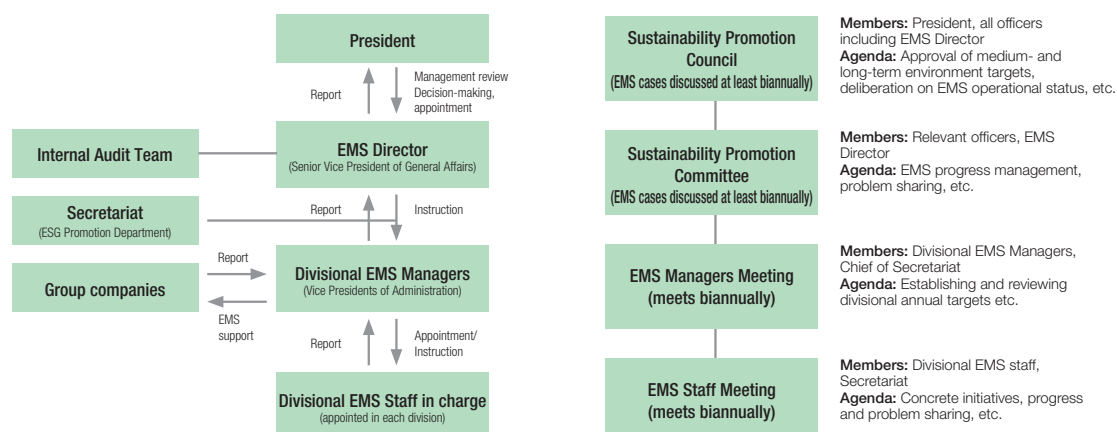 President
Report
Management review
Decision-making,
appointment
Internal Audit Team
EMS Director
(Senior Vice President of General Affairs)
Secretariat
(ESG Promotion Department)
Report
Instruction
Group companies
Report
EMS
support
Divisional EMS Managers
(Vice Presidents of Administration)
Report
Appointment/
Instruction
Divisional EMS Staff in charge
(appointed in each division)
Sustainability Promotion
Council
(EMS cases discussed at least biannually)
Members: President, all officers
including EMS Director
Agenda: Approval of medium- and
long-term environment targets,
deliberation on EMS operational status, etc.
Sustainability Promotion
Committee
(EMS cases discussed at least biannually)
Members: Relevant officers, EMS
Director
Agenda: EMS progress management,
problem sharing, etc.
EMS Managers Meeting
(meets biannually)
Members: Divisional EMS Managers,
Chief of Secretariat
Agenda: Establishing and reviewing
divisional annual targets etc.
EMS Staff Meeting
(meets biannually)
Members: Divisional EMS staff,
Secretariat
Agenda: Concrete initiatives, progress
and problem sharing, etc.